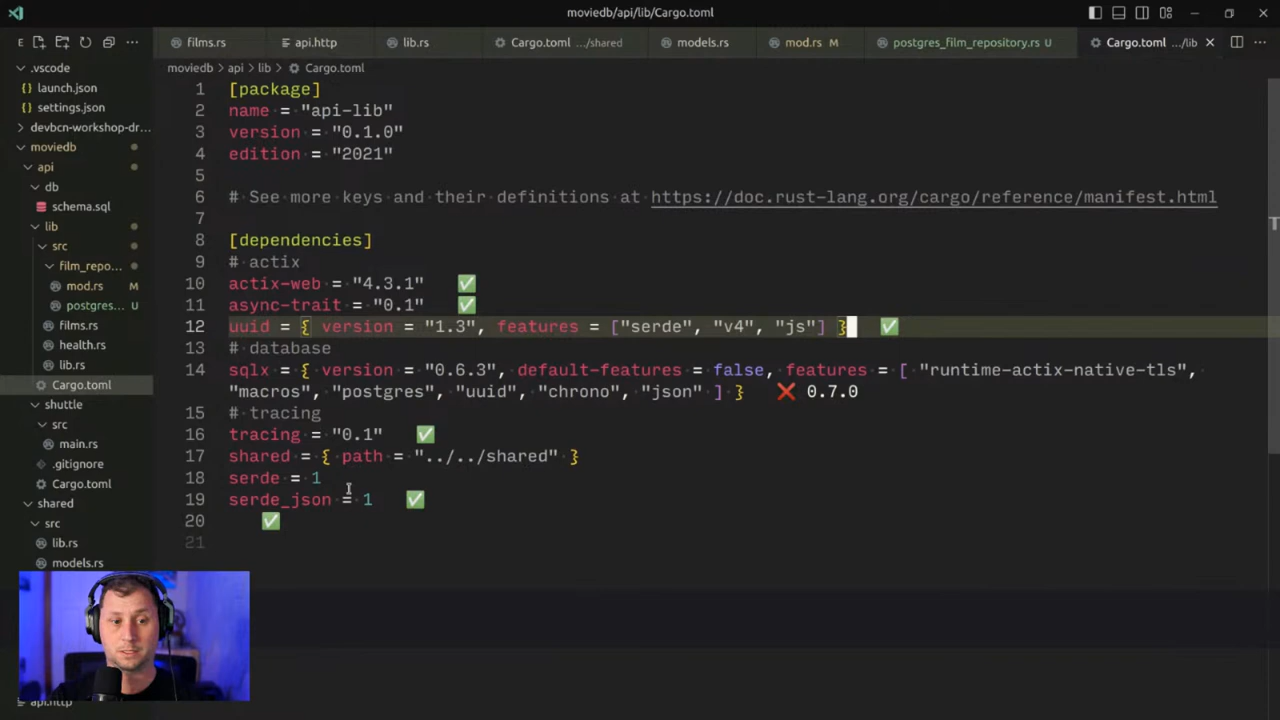 moviedb/api/lib/Cargo.toml
E
films.rs
api.http
lib.rs
Cargo.toml .../shared
models.rs
mod.rs M
postgres_film_repository.rs U
Cargo.toml .../lib
moviedb > api > lib > Cargo.toml
.vscode
launch.json
settings.json
devbcn-workshop-dr...
moviedb
api
db
schema.sql
lib
src
film_repo...
mod.rs M
postgres... U
films.rs
health.rs
lib.rs
Cargo.toml
shuttle
src
main.rs
.gitignore
Cargo.toml
shared
src
lib.rs
models.rs
api.http
1 [package]
2 name = "api-lib"
3 version = "0.1.0"
4 edition = "2021"
5
6 # See more keys and their definitions at https://doc.rust-lang.org/cargo/reference/manifest.html
7
8 [dependencies]
9 # actix
10 actix-web = "4.3.1" ✅
11 async-trait = "0.1" ✅
12 uuid = { version = "1.3", features = ["serde", "v4", "js"] } ✅
13 # database
14 sqlx = { version = "0.6.3", default-features = false, features = [ "runtime-actix-native-tls",
"macros", "postgres", "uuid", "chrono", "json" ] } ❌ 0.7.0
15 # tracing
16 tracing = "0.1" ✅
17 shared = { path = "../../shared" }
18 serde = 1
19 serde_json = 1 ✅
20 ✅
21